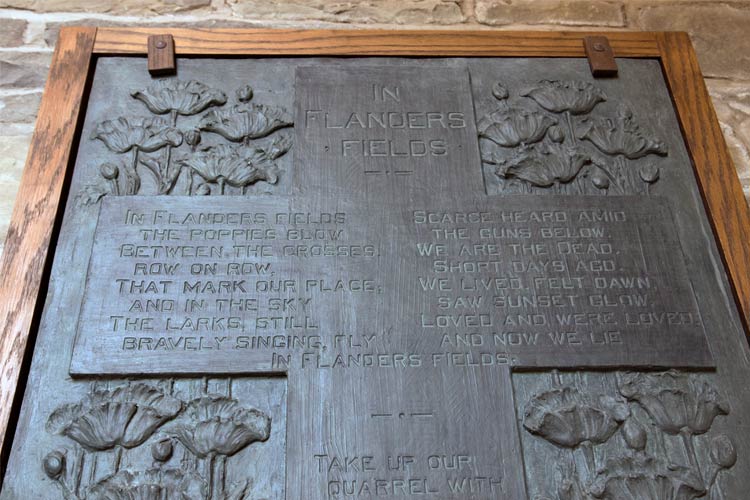 IN
FLANDERS
· FIELDS ·
IN FLANDERS FIELDS
THE POPPIES BLOW
BETWEEN THE CROSSES,
ROW ON ROW,
THAT MARK OUR PLACE;
AND IN THE SKY
THE LARKS, STILL
BRAVELY SINGING, FLY
SCARCE HEARD AMID
THE GUNS BELOW.
WE ARE THE DEAD.
SHORT DAYS AGO
WE LIVED, FELT DAWN,
SAW SUNSET GLOW,
LOVED AND WERE LOVED,
AND NOW WE LIE
IN FLANDERS FIELDS.
TAKE UP OUR
QUARREL WITH